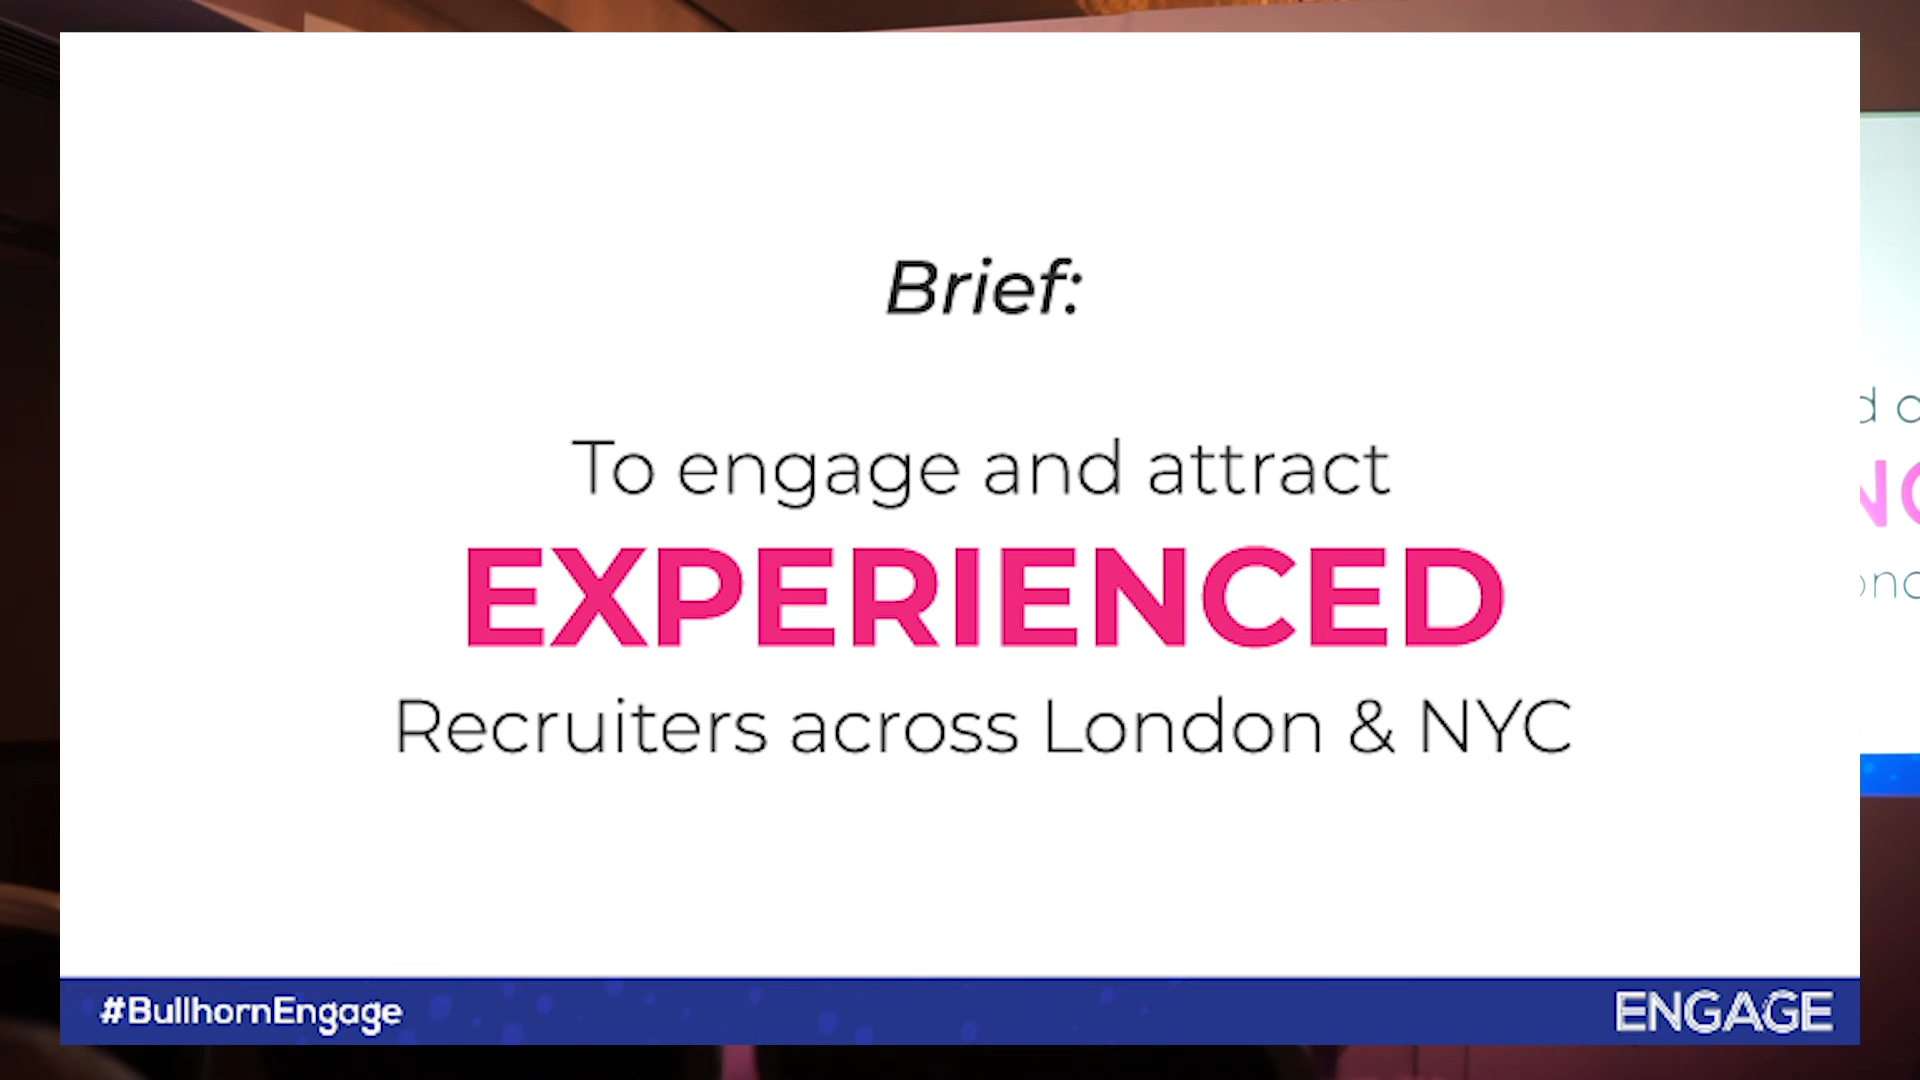 Brief:
To engage and attract
EXPERIENCED
Recruiters across London & NYC
#BullhornEngage
ENGAGE